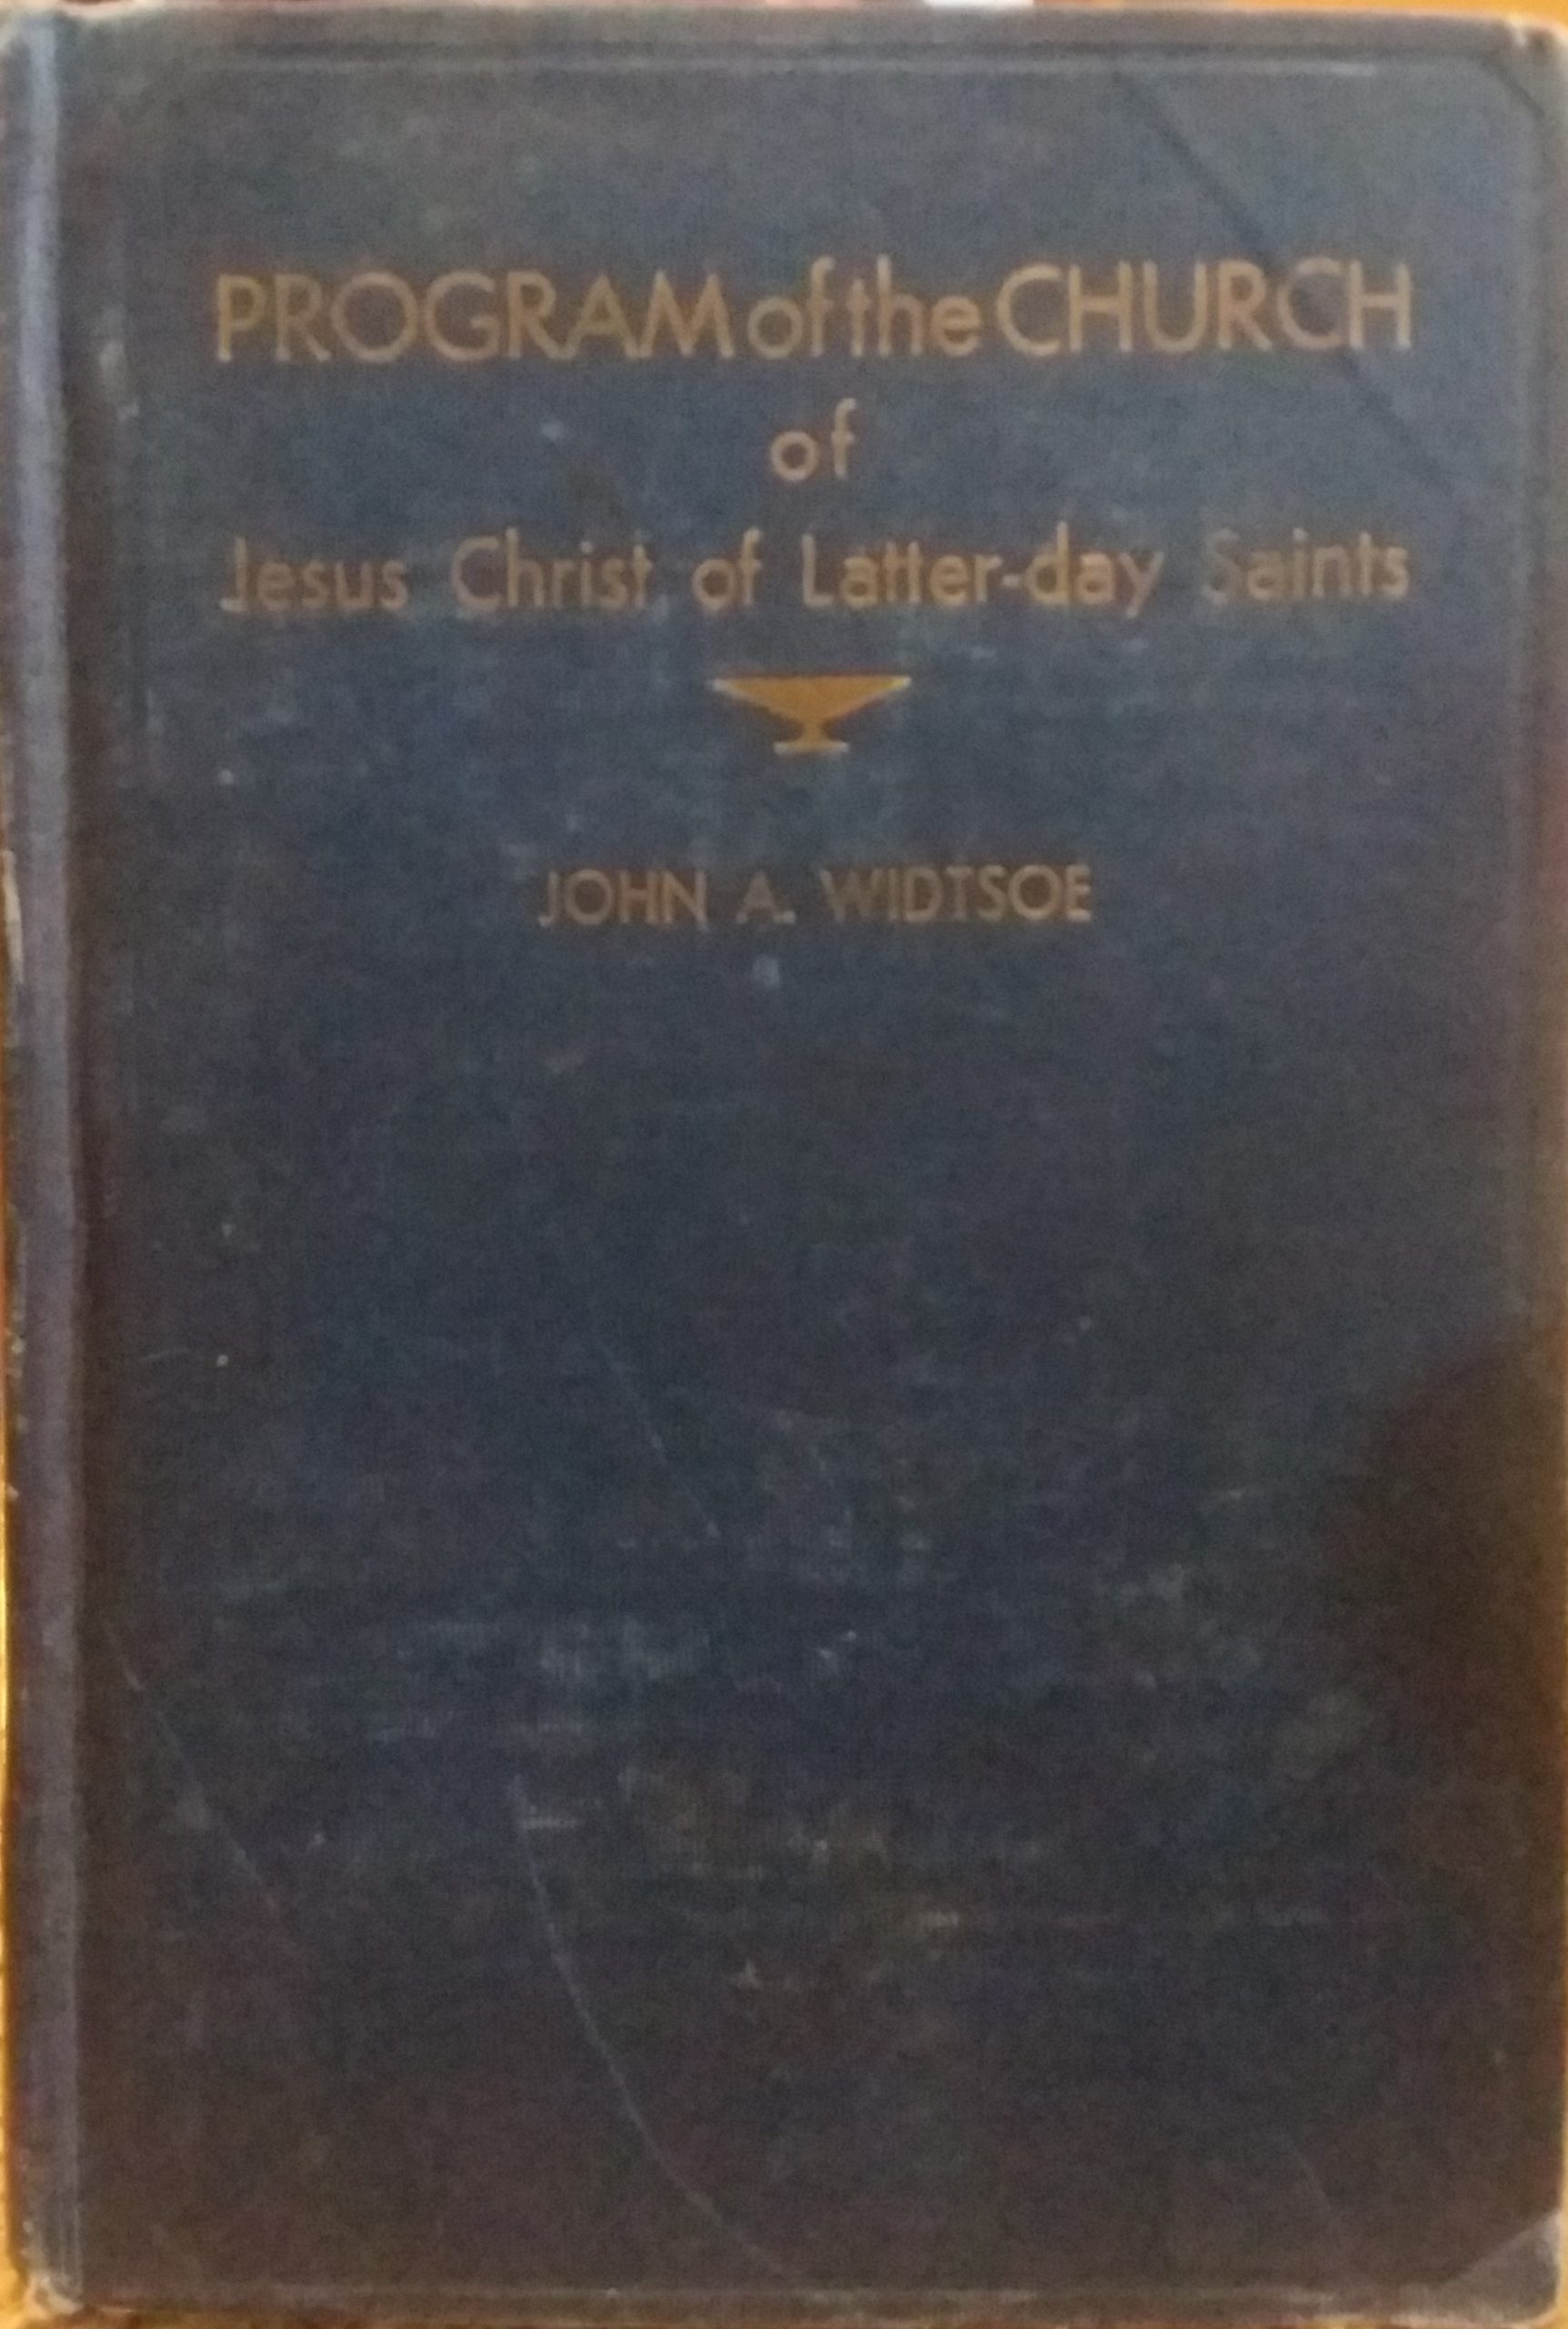 PROGRAM of the CHURCH
of
Jesus Christ of Latter-day Saints
JOHN A. WIDTSOE